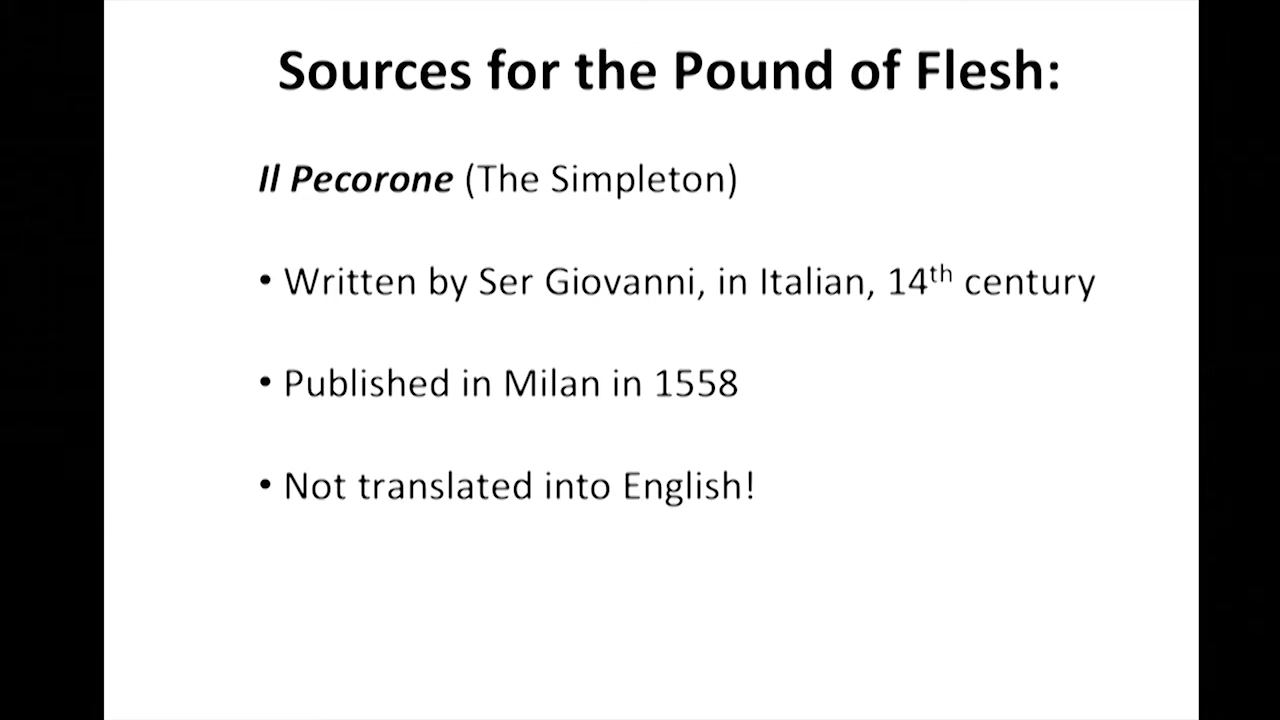 Sources for the Pound of Flesh:
Il Pecorone (The Simpleton)
• Written by Ser Giovanni, in Italian, 14th century
• Published in Milan in 1558
• Not translated into English!